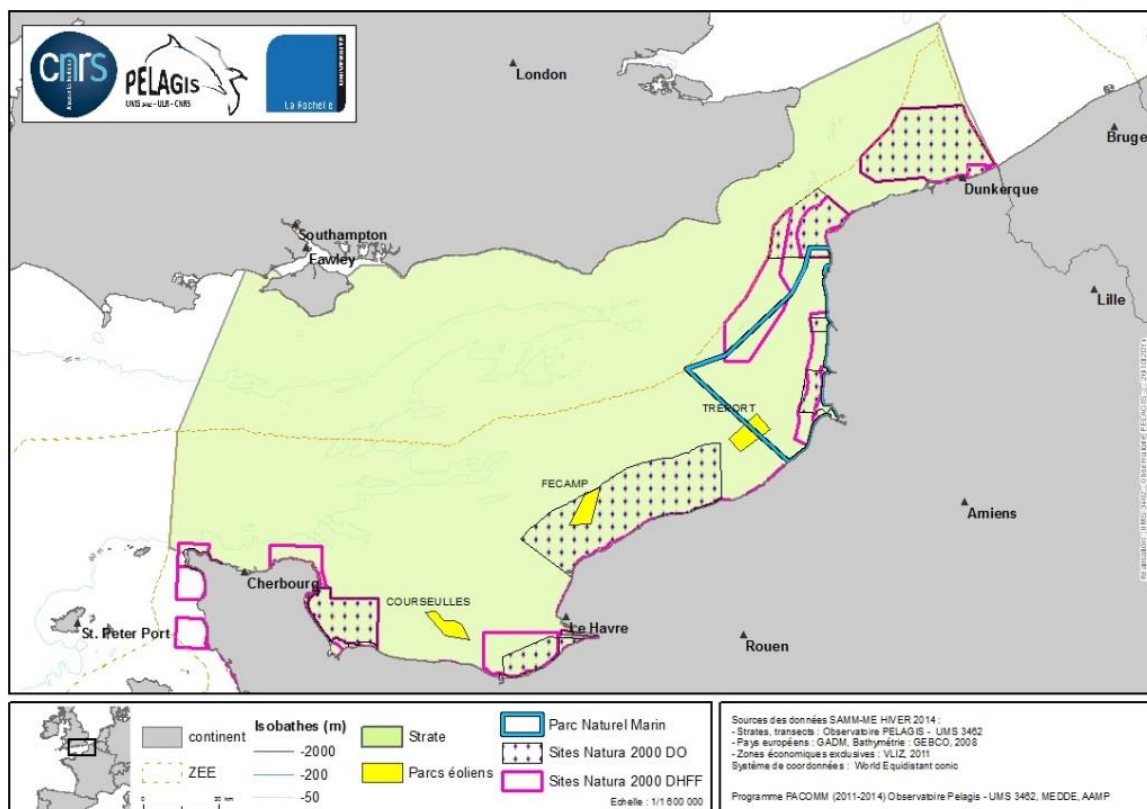 cnrs
PELAGIS
UMS 3462 - ULR - CNRS
La Rochelle
UNIVERSITÉ
London
Bruge
Dunkerque
Southampton
Fawley
Lille
TREPORT
FECAMP
Amiens
Cherbourg
COURSEULLES
Le Havre
St. Peter Port
Rouen
continent
ZEE
Isobathes (m)
-2000
-200
-50
Strate
Parcs éoliens
Parc Naturel Marin
Sites Natura 2000 DO
Sites Natura 2000 DHFF
Echelle : 1/1 600 000
Sources des données SAMM-ME HIVER 2014 :
- Strates, transects : Observatoire PELAGIS - UMS 3462
- Pays européens : GADM, Bathymétrie : GEBCO, 2008
- Zones économiques exclusives : VLIZ, 2011
Système de coordonnées : World Equidistant conic
Programme PACOMM (2011-2014) Observatoire Pelagis - UMS 3462, MEDDE, AAMP